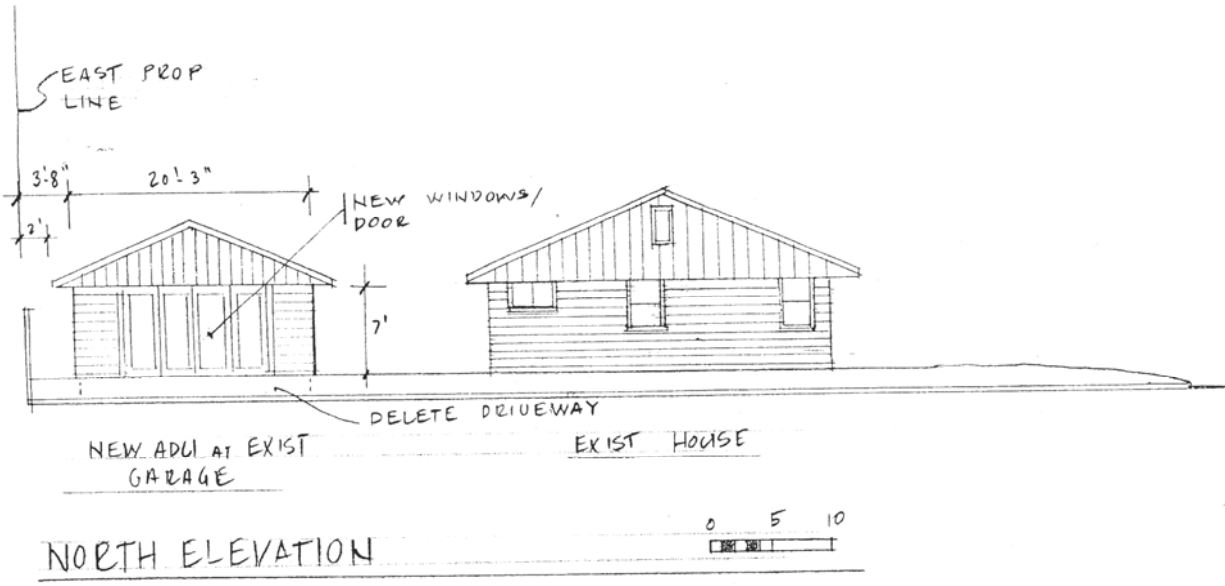 EAST PROP
LINE
3'-8"
20'-3"
NEW WINDOWS/
DOOR
2'
7'
DELETE DRIVEWAY
NEW ADU AT EXIST
GARAGE
EXIST HOUSE
NORTH ELEVATION
0 5 10